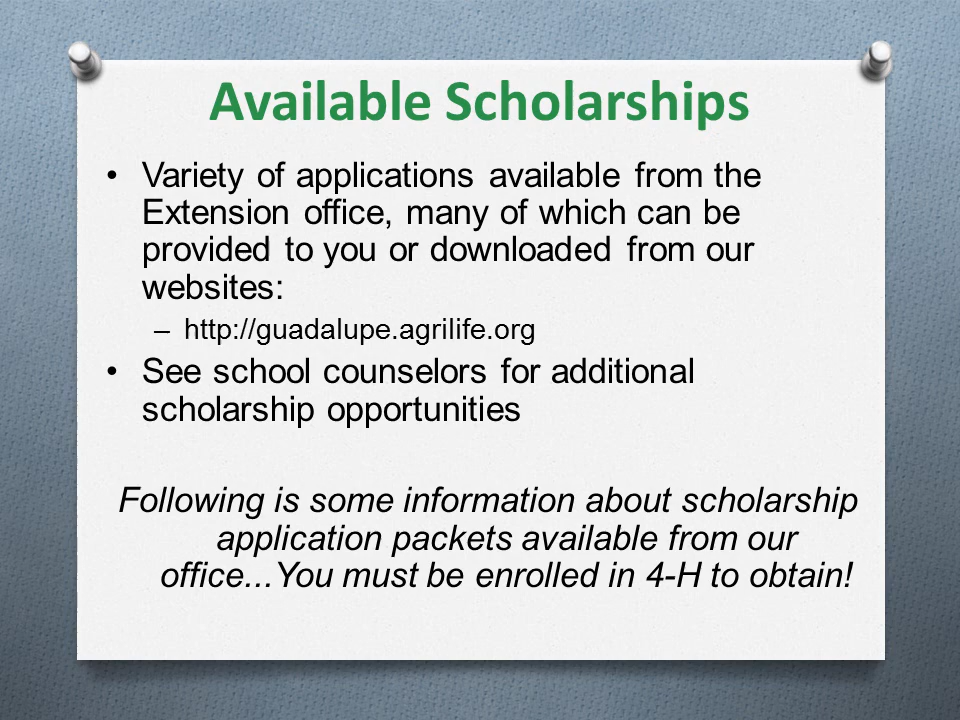 Available Scholarships
• Variety of applications available from the
Extension office, many of which can be
provided to you or downloaded from our
websites:
– http://guadalupe.agrilife.org
• See school counselors for additional
scholarship opportunities
Following is some information about scholarship
application packets available from our
office...You must be enrolled in 4-H to obtain!